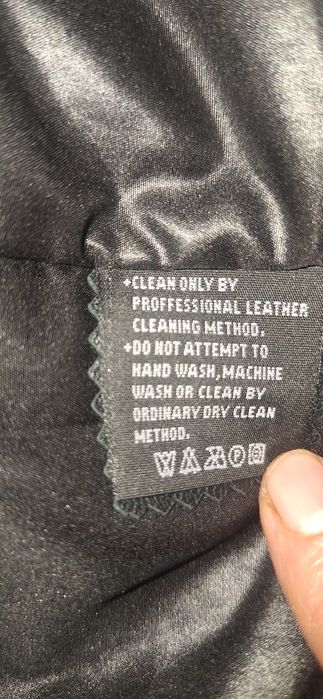 +CLEAN ONLY BY
PROFFESSIONAL LEATHER
CLEANING METHOD.
+DO NOT ATTEMPT TO
HAND WASH,MACHINE
WASH OR CLEAN BY
ORDINARY DRY CLEAN
METHOD.